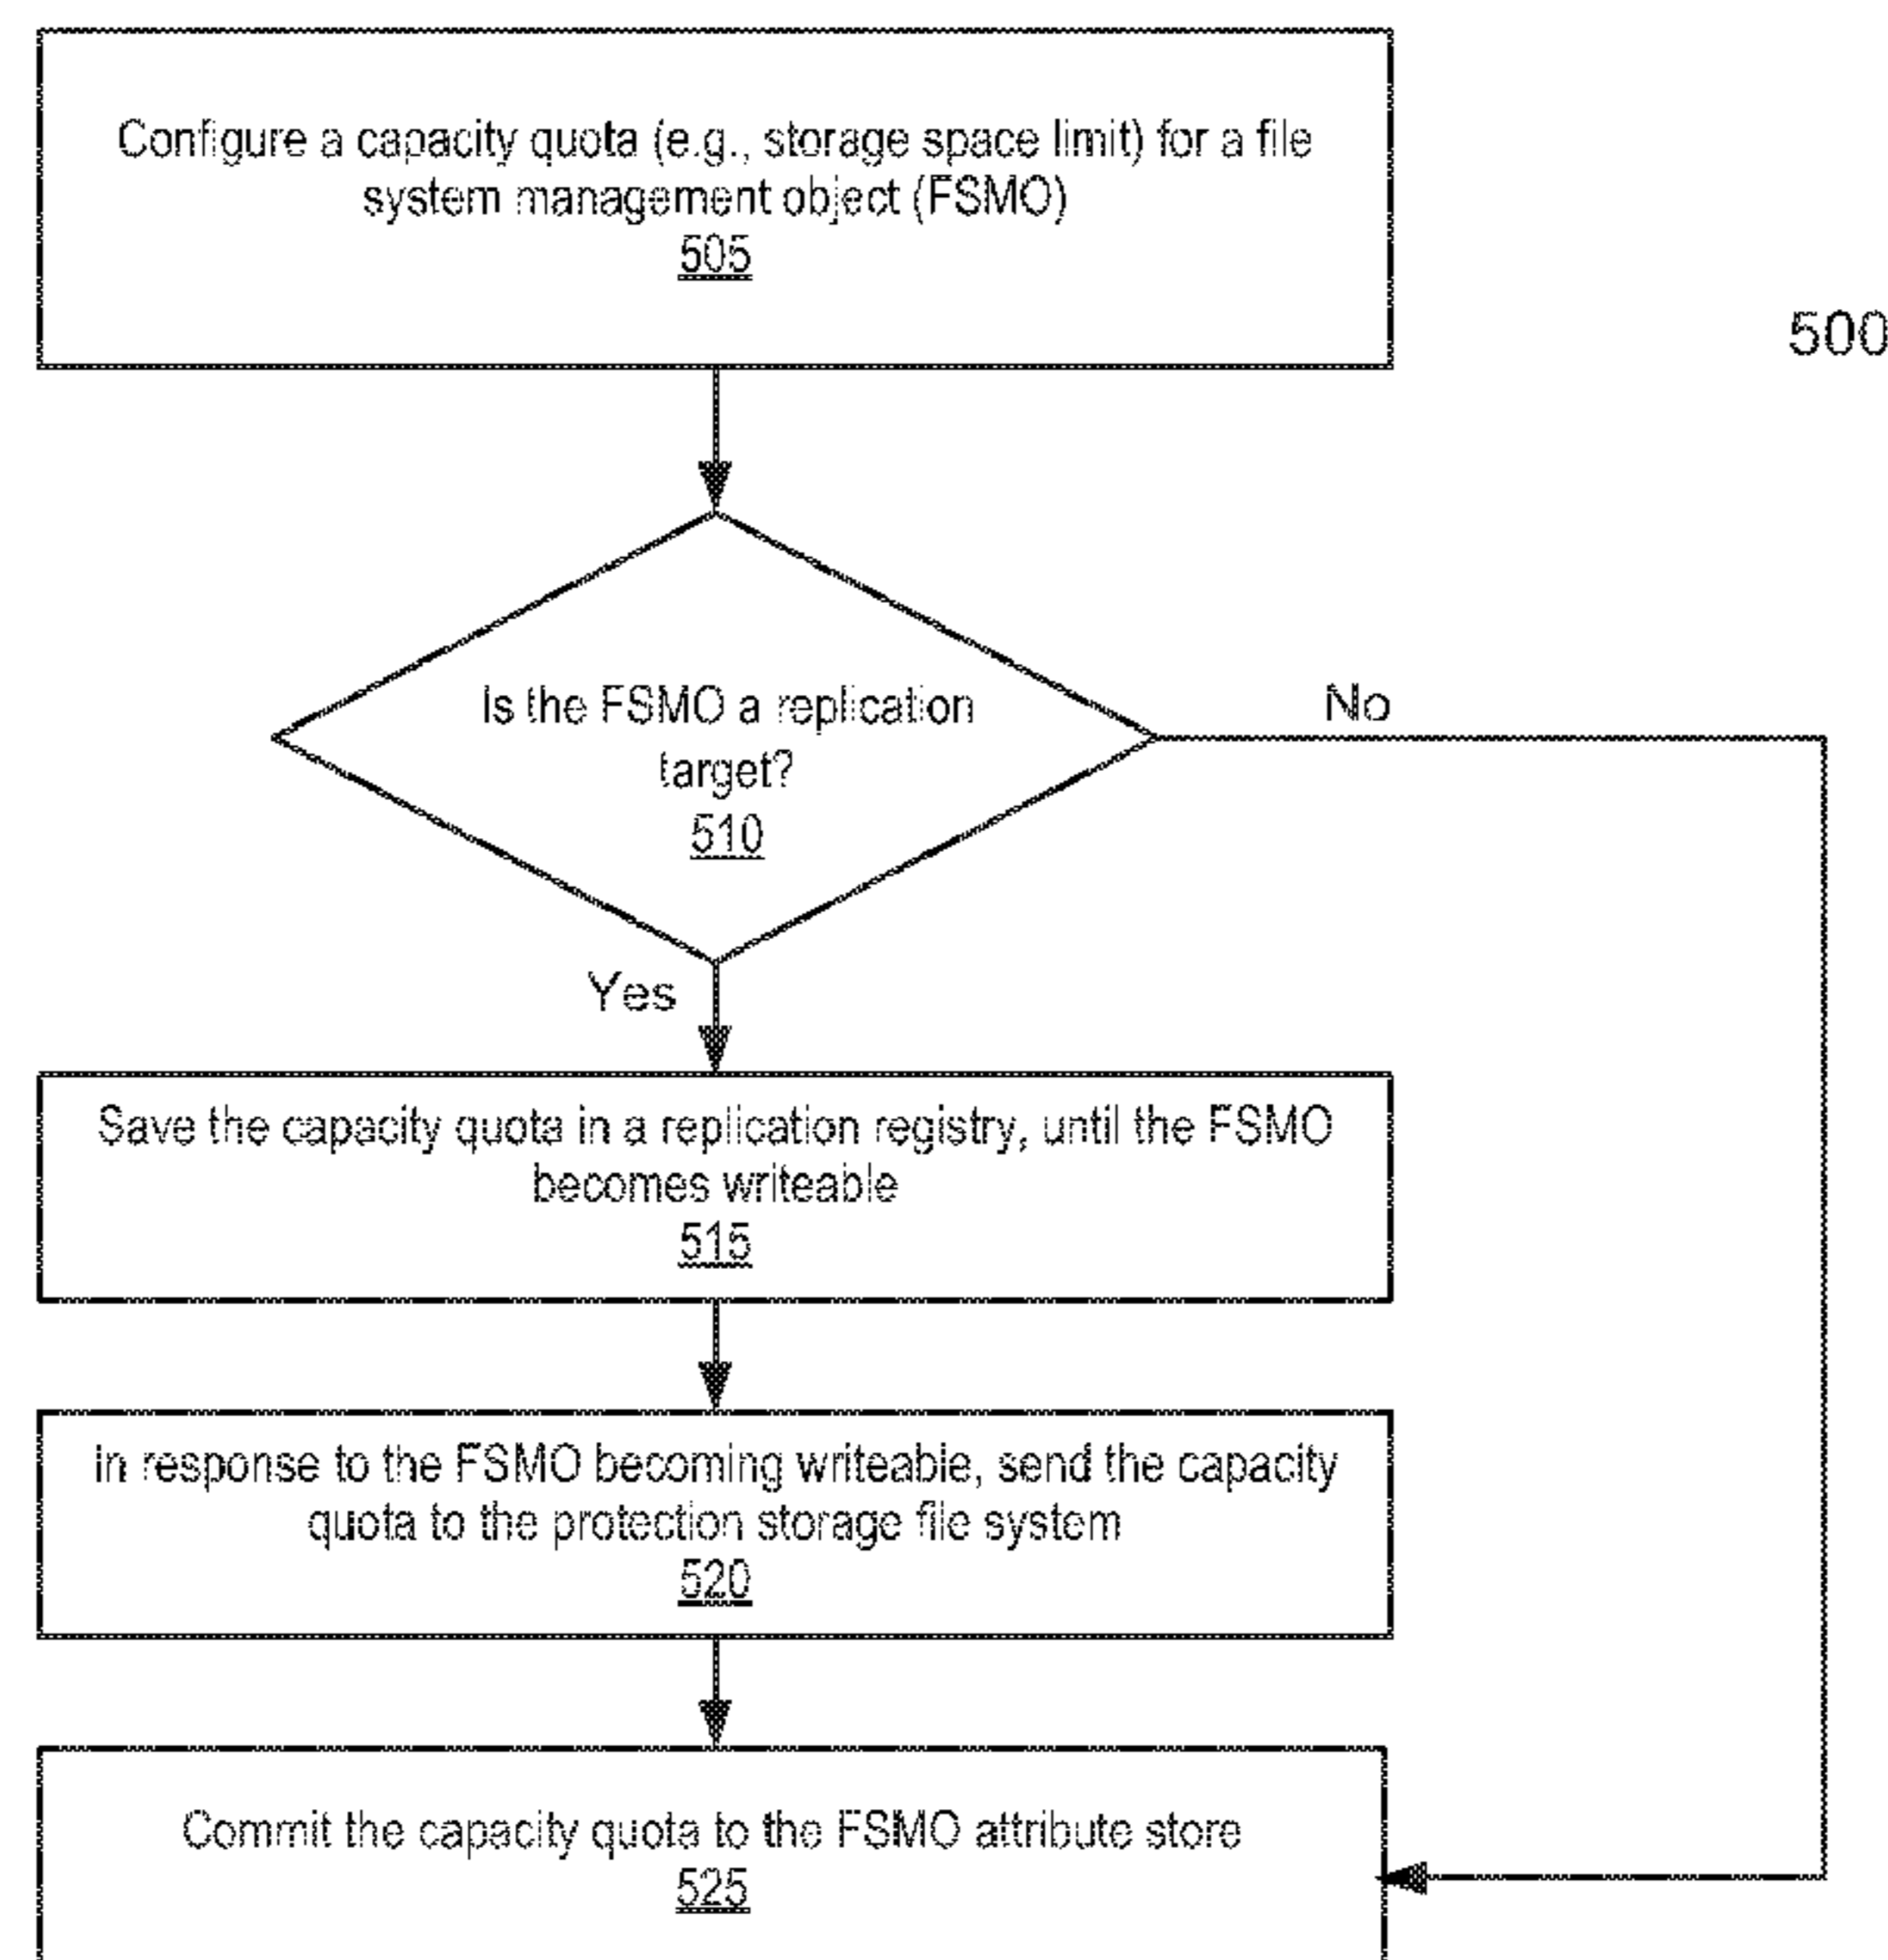 Configure a capacity quota (e.g., storage space limit) for a file
system management object (FSMO)
505
500
Is the FSMO a replication
target?
510
No
Yes
Save the capacity quota in a replication registry, until the FSMO
becomes writeable
515
In response to the FSMO becoming writeable, send the capacity
quota to the protection storage file system
520
Commit the capacity quota to the FSMO attribute store
525